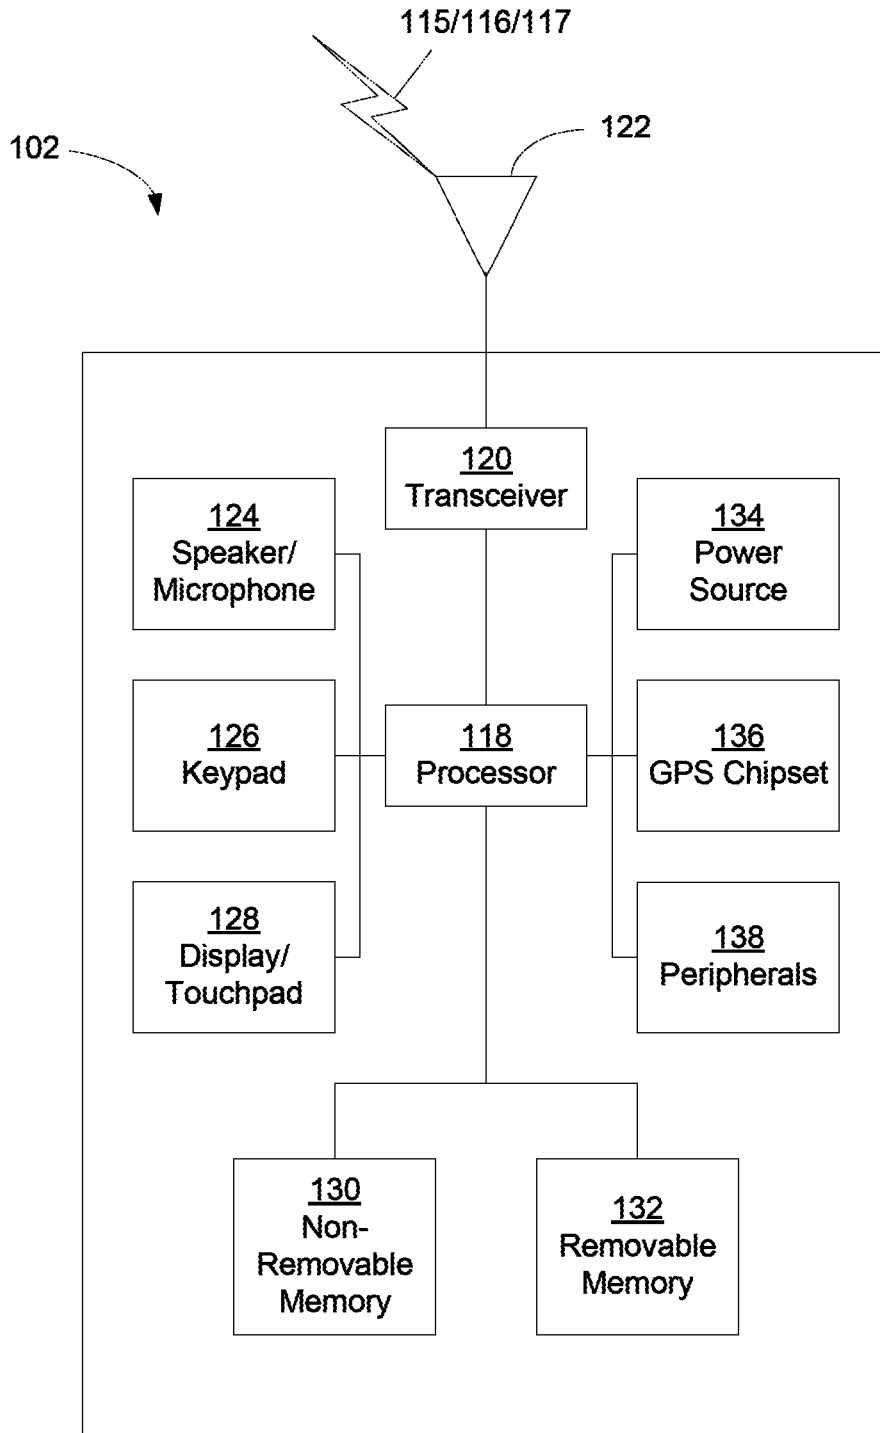 115/116/117
122
102
120
Transceiver
124
Speaker/
Microphone
134
Power
Source
126
Keypad
118
Processor
136
GPS Chipset
128
Display/
Touchpad
138
Peripherals
130
Non-
Removable
Memory
132
Removable
Memory